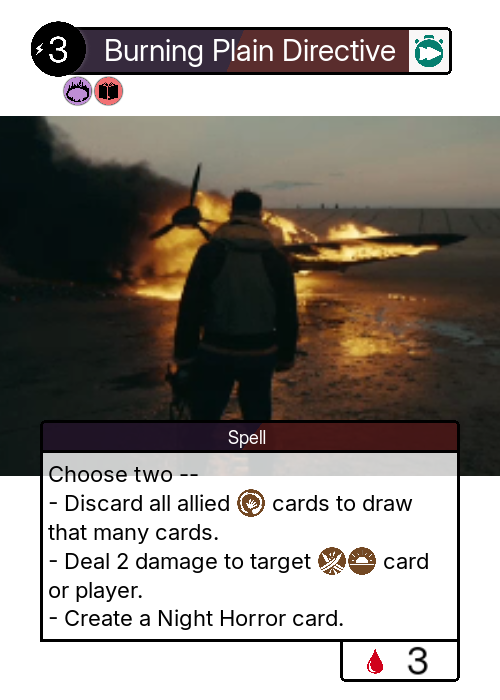 3 Burning Plain Directive
Spell
Choose two --
- Discard all allied cards to draw
that many cards.
- Deal 2 damage to target card
or player.
- Create a Night Horror card.
3